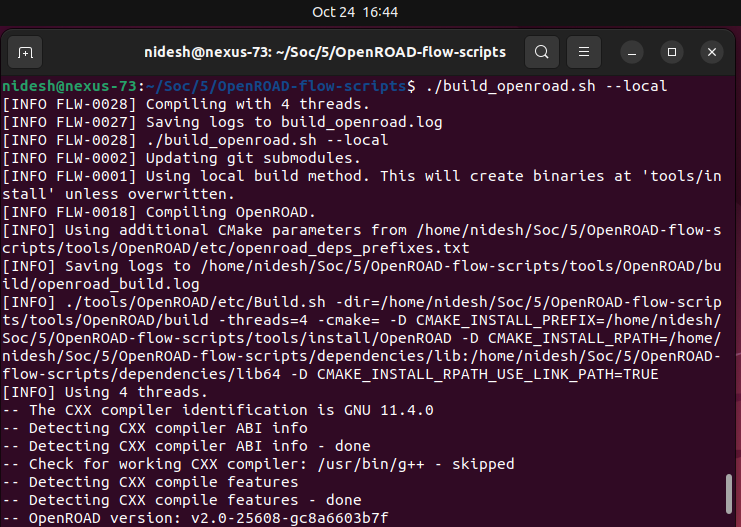 Oct 24 16:44
nidesh@nexus-73: ~/Soc/5/OpenROAD-flow-scripts
nidesh@nexus-73:~/Soc/5/OpenROAD-flow-scripts$ ./build_openroad.sh --local
[INFO FLW-0028] Compiling with 4 threads.
[INFO FLW-0027] Saving logs to build_openroad.log
[INFO FLW-0028] ./build_openroad.sh --local
[INFO FLW-0002] Updating git submodules.
[INFO FLW-0001] Using local build method. This will create binaries at 'tools/in
stall' unless overwritten.
[INFO FLW-0018] Compiling OpenROAD.
[INFO] Using additional CMake parameters from /home/nidesh/Soc/5/OpenROAD-flow-s
cripts/tools/OpenROAD/etc/openroad_deps_prefixes.txt
[INFO] Saving logs to /home/nidesh/Soc/5/OpenROAD-flow-scripts/tools/OpenROAD/bu
ild/openroad_build.log
[INFO] ./tools/OpenROAD/etc/Build.sh -dir=/home/nidesh/Soc/5/OpenROAD-flow-scrip
ts/tools/OpenROAD/build -threads=4 -cmake= -D CMAKE_INSTALL_PREFIX=/home/nidesh/
Soc/5/OpenROAD-flow-scripts/tools/install/OpenROAD -D CMAKE_INSTALL_RPATH=/home/
nidesh/Soc/5/OpenROAD-flow-scripts/dependencies/lib:/home/nidesh/Soc/5/OpenROAD-
flow-scripts/dependencies/lib64 -D CMAKE_INSTALL_RPATH_USE_LINK_PATH=TRUE
[INFO] Using 4 threads.
-- The CXX compiler identification is GNU 11.4.0
-- Detecting CXX compiler ABI info
-- Detecting CXX compiler ABI info - done
-- Check for working CXX compiler: /usr/bin/g++ - skipped
-- Detecting CXX compile features
-- Detecting CXX compile features - done
-- OpenROAD version: v2.0-25608-gc8a6603b7f